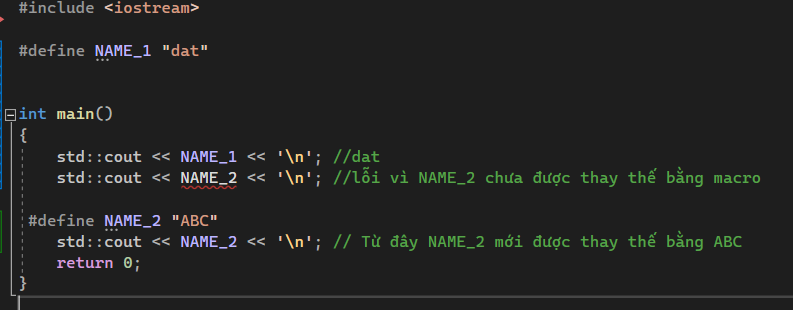 #include <iostream>
#define NAME_1 "dat"
int main()
{
std::cout << NAME_1 << '\n'; //dat
std::cout << NAME_2 << '\n'; //lỗi vì NAME_2 chưa được thay thế bằng macro
#define NAME_2 "ABC"
std::cout << NAME_2 << '\n'; // Từ đây NAME_2 mới được thay thế bằng ABC
return 0;
}